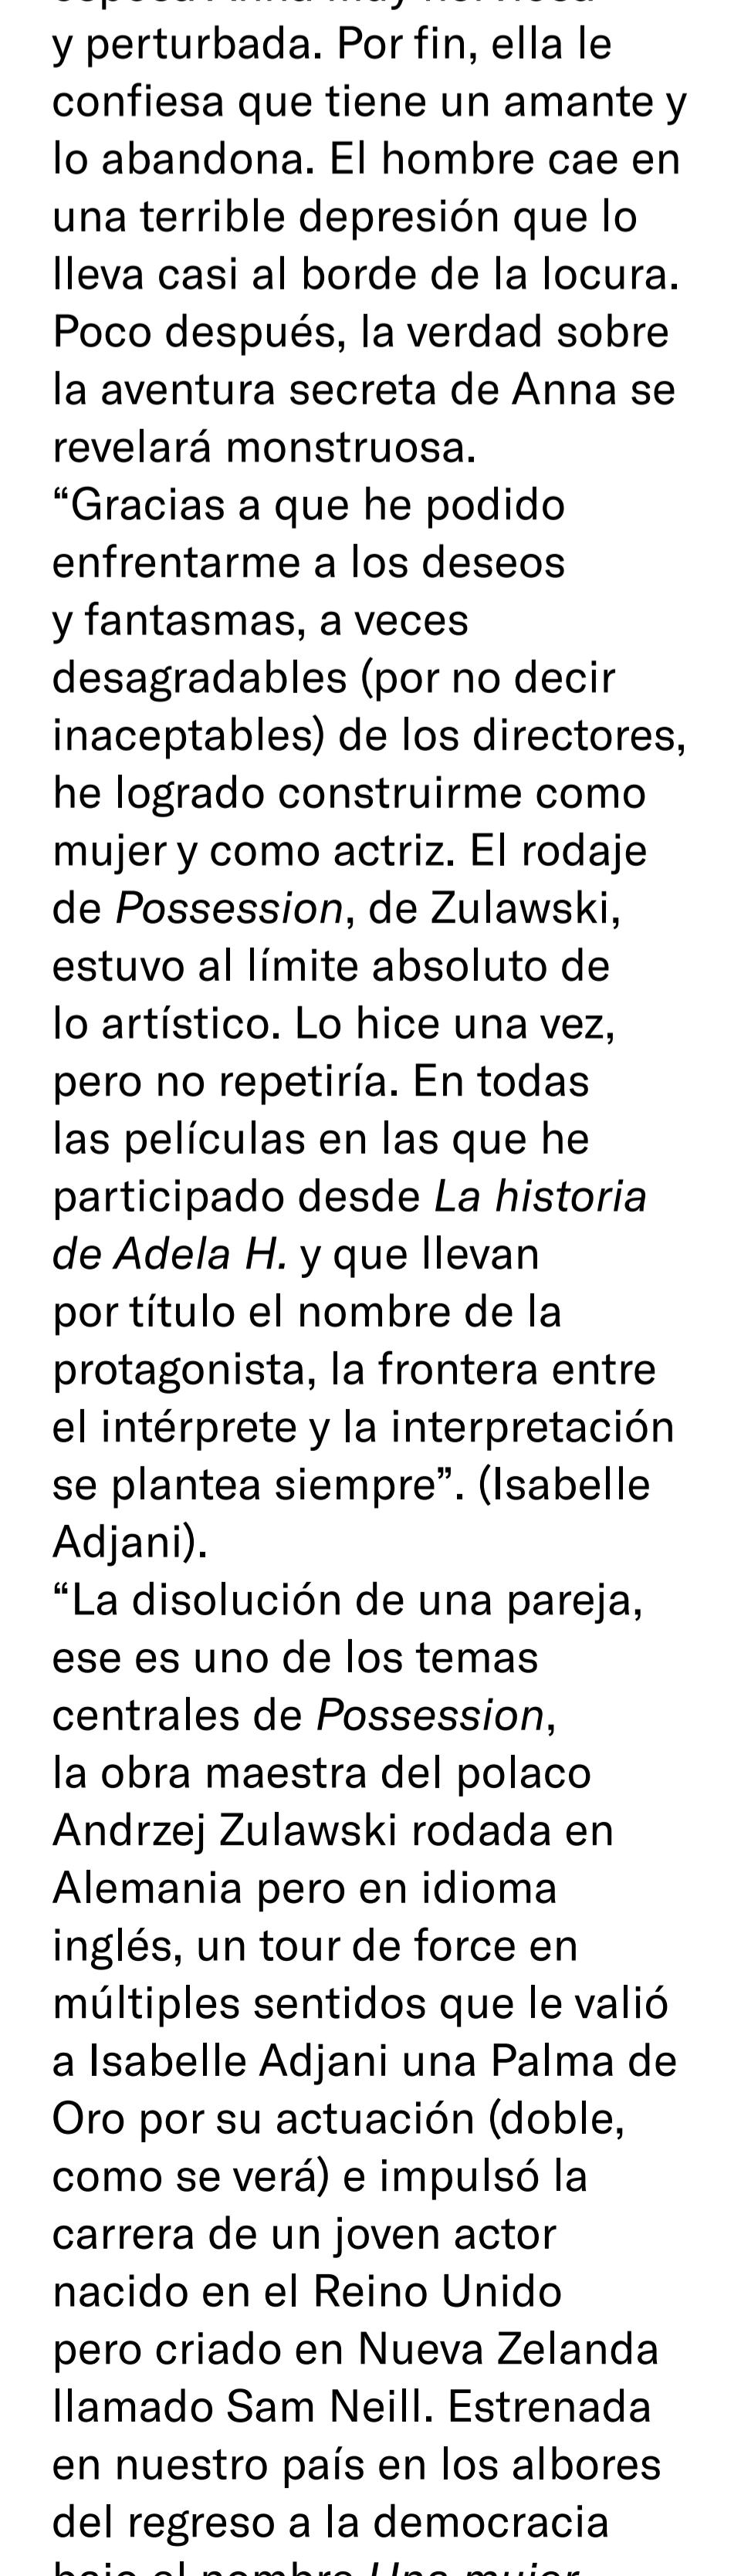 y perturbada. Por fin, ella le
confiesa que tiene un amante y
lo abandona. El hombre cae en
una terrible depresión que lo
lleva casi al borde de la locura.
Poco después, la verdad sobre
la aventura secreta de Anna se
revelará monstruosa.
“Gracias a que he podido
enfrentarme a los deseos
y fantasmas, a veces
desagradables (por no decir
inaceptables) de los directores,
he logrado construirme como
mujer y como actriz. El rodaje
de Possession, de Zulawski,
estuvo al límite absoluto de
lo artístico. Lo hice una vez,
pero no repetiría. En todas
las películas en las que he
participado desde La historia
de Adela H. y que llevan
por título el nombre de la
protagonista, la frontera entre
el intérprete y la interpretación
se plantea siempre”. (Isabelle
Adjani).
“La disolución de una pareja,
ese es uno de los temas
centrales de Possession,
la obra maestra del polaco
Andrzej Zulawski rodada en
Alemania pero en idioma
inglés, un tour de force en
múltiples sentidos que le valió
a Isabelle Adjani una Palma de
Oro por su actuación (doble,
como se verá) e impulsó la
carrera de un joven actor
nacido en el Reino Unido
pero criado en Nueva Zelanda
llamado Sam Neill. Estrenada
en nuestro país en los albores
del regreso a la democracia
bajo el nombre Una mujer